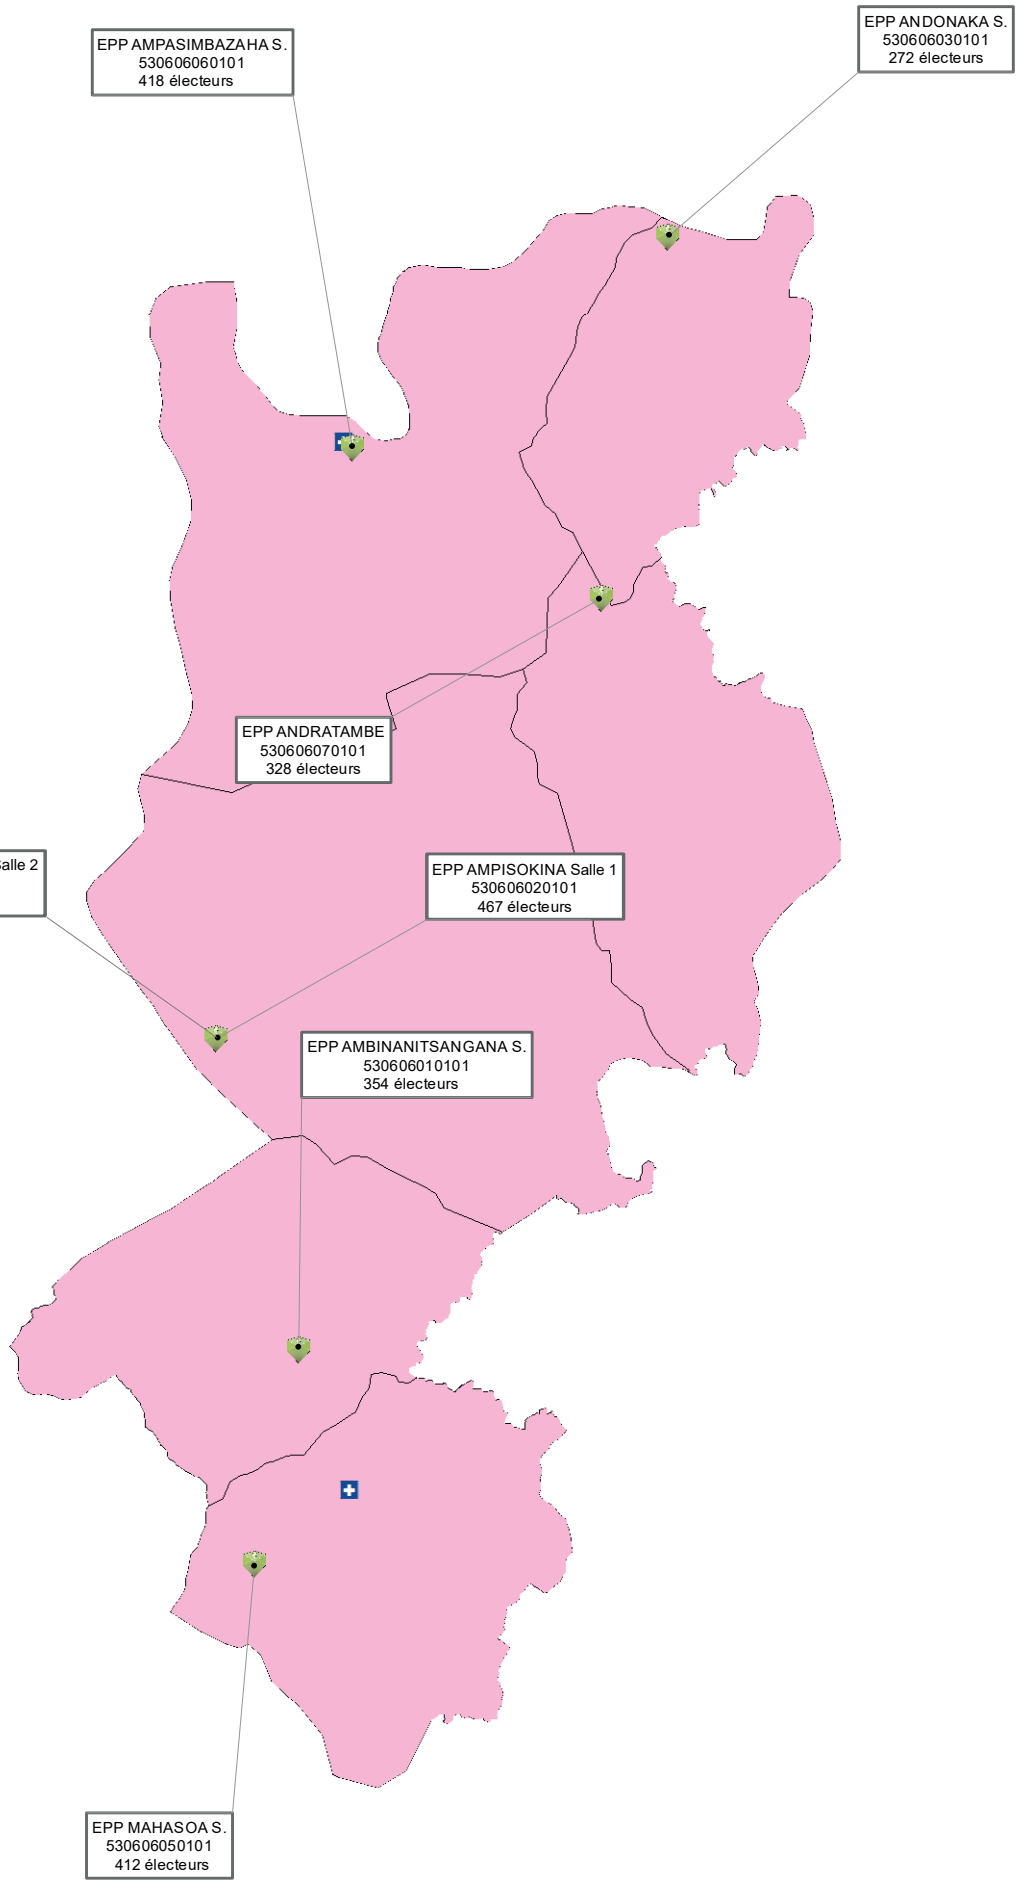 EPP AMPASIMBAZAHA S.
530606060101
418 électeurs
EPP ANDONAKA S.
530606030101
272 électeurs
EPP ANDRATAMBE
530606070101
328 électeurs
Salle 2
EPP AMPISOKINA Salle 1
530606020101
467 électeurs
EPP AMBINANITSANGANA S.
530606010101
354 électeurs
EPP MAHASOA S.
530606050101
412 électeurs